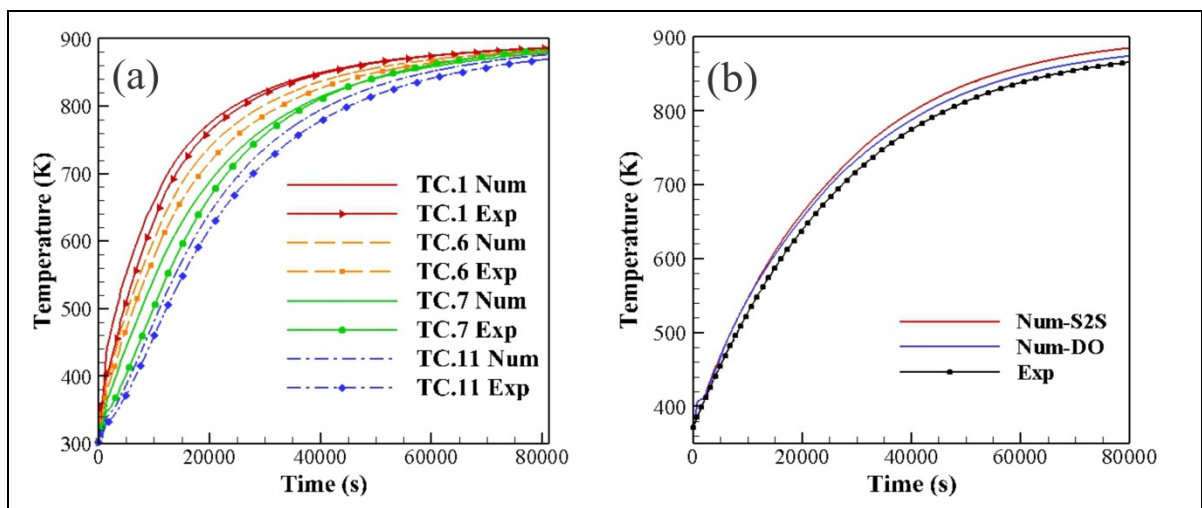 (a)
900
800
700
600
500
400
300
Temperature (K)
0
20000
40000
60000
80000
Time (s)
TC.1 Num
TC.1 Exp
TC.6 Num
TC.6 Exp
TC.7 Num
TC.7 Exp
TC.11 Num
TC.11 Exp
(b)
900
800
700
600
500
400
Temperature (K)
0
20000
40000
60000
80000
Time (s)
Num-S2S
Num-DO
Exp